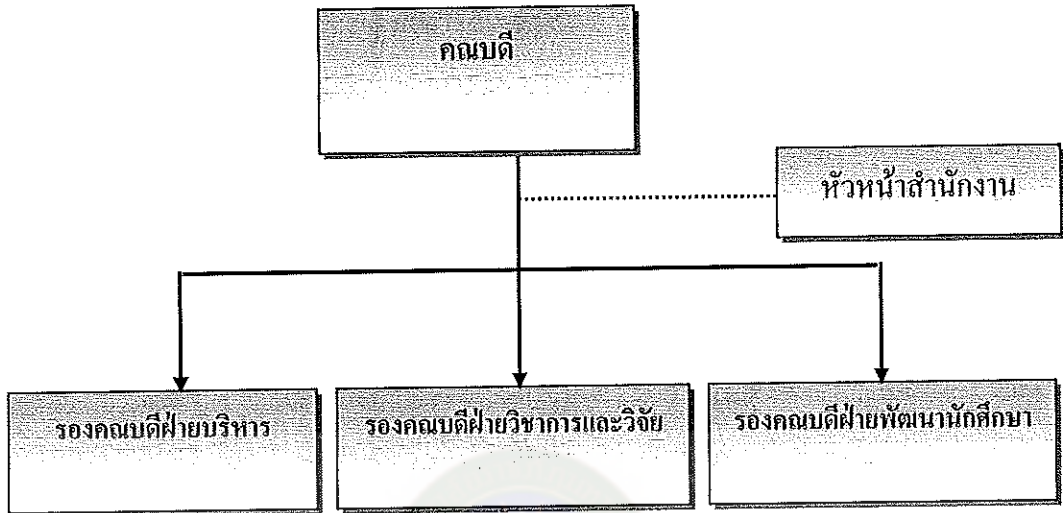 คณบดี
หัวหน้าสำนักงาน
รองคณบดีฝ่ายบริหาร
รองคณบดีฝ่ายวิชาการและวิจัย
รองคณบดีฝ่ายพัฒนานักศึกษา